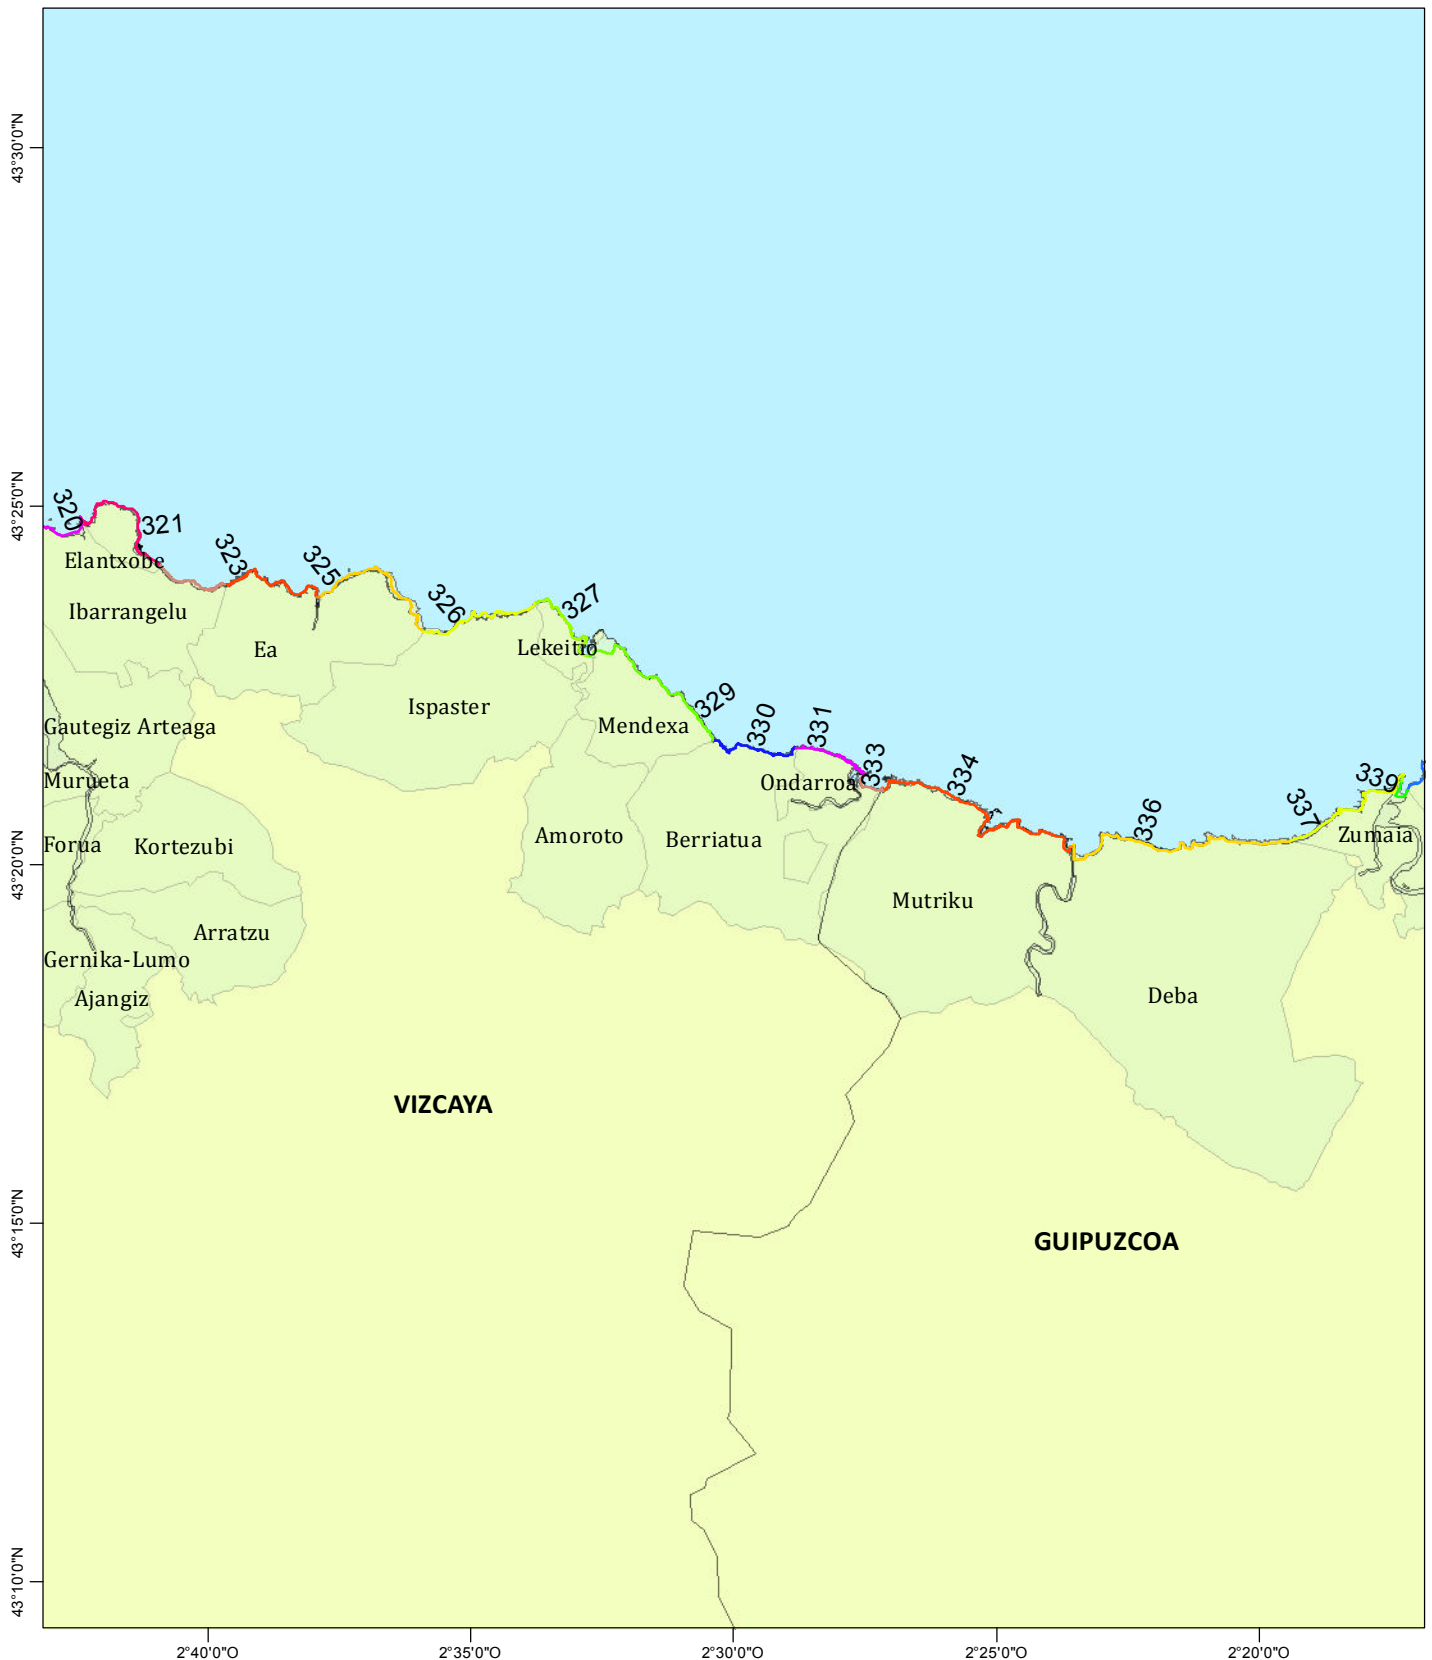 43°30'0"N
43°25'0"N
320
321
323
325
326
327
Elantxobe
Ibarrangelu
Ea
Lekeitio
Ispaster
Mendexa
329
330
331
333
334
336
337
339
Gautegiz Arteaga
Murueta
Ondarroa
Forua
Kortezubi
Amoroto
Berriatua
Zumaia
43°20'0"N
Mutriku
Arratzu
Gernika-Lumo
Ajangiz
Deba
VIZCAYA
43°15'0"N
GUIPUZCOA
43°10'0"N
2°40'0"O
2°35'0"O
2°30'0"O
2°25'0"O
2°20'0"O